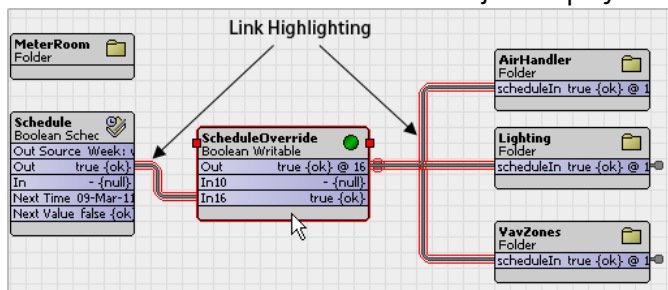 Link Highlighting
MeterRoom
Folder
Schedule
Boolean Schec
Out Source Week:
Out true {ok}
In - {null}
Next Time 09-Mar-11
Next Value false {ok}
ScheduleOverride
Boolean Writable
Out true {ok} @ 16
In10 - {null}
In16 true {ok}
AirHandler
Folder
scheduleIn true {ok} @ 1
Lighting
Folder
scheduleIn true {ok} @ 1
VavZones
Folder
scheduleIn true {ok} @ 1